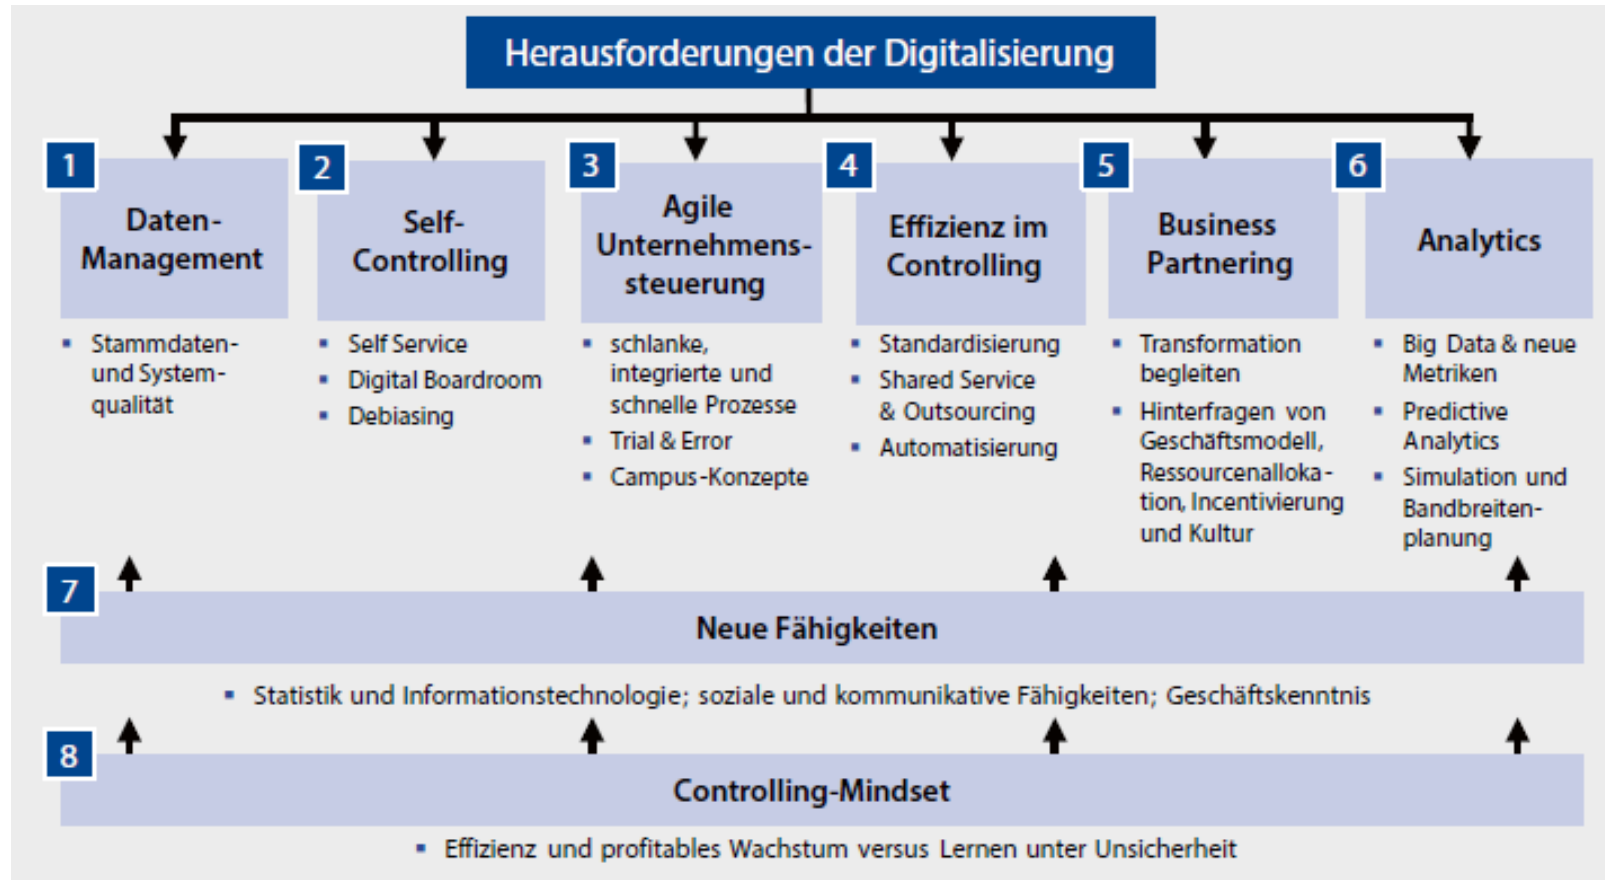 Herausforderungen der Digitalisierung
1
Daten-
Management
▪ Stammdaten-
und System-
qualität
2
Self-
Controlling
▪ Self Service
▪ Digital Boardroom
▪ Debiasing
3
Agile
Unternehmens-
steuerung
▪ schlanke,
integrierte und
schnelle Prozesse
▪ Trial & Error
▪ Campus-Konzepte
4
Effizienz im
Controlling
▪ Standardisierung
▪ Shared Service
& Outsourcing
▪ Automatisierung
5
Business
Partnering
▪ Transformation
begleiten
▪ Hinterfragen von
Geschäftsmodell,
Ressourcenalloka-
tion, Incentivierung
und Kultur
6
Analytics
▪ Big Data & neue
Metriken
▪ Predictive
Analytics
▪ Simulation und
Bandbreiten-
planung
7
Neue Fähigkeiten
▪ Statistik und Informationstechnologie; soziale und kommunikative Fähigkeiten; Geschäftskenntnis
8
Controlling-Mindset
▪ Effizienz und profitables Wachstum versus Lernen unter Unsicherheit